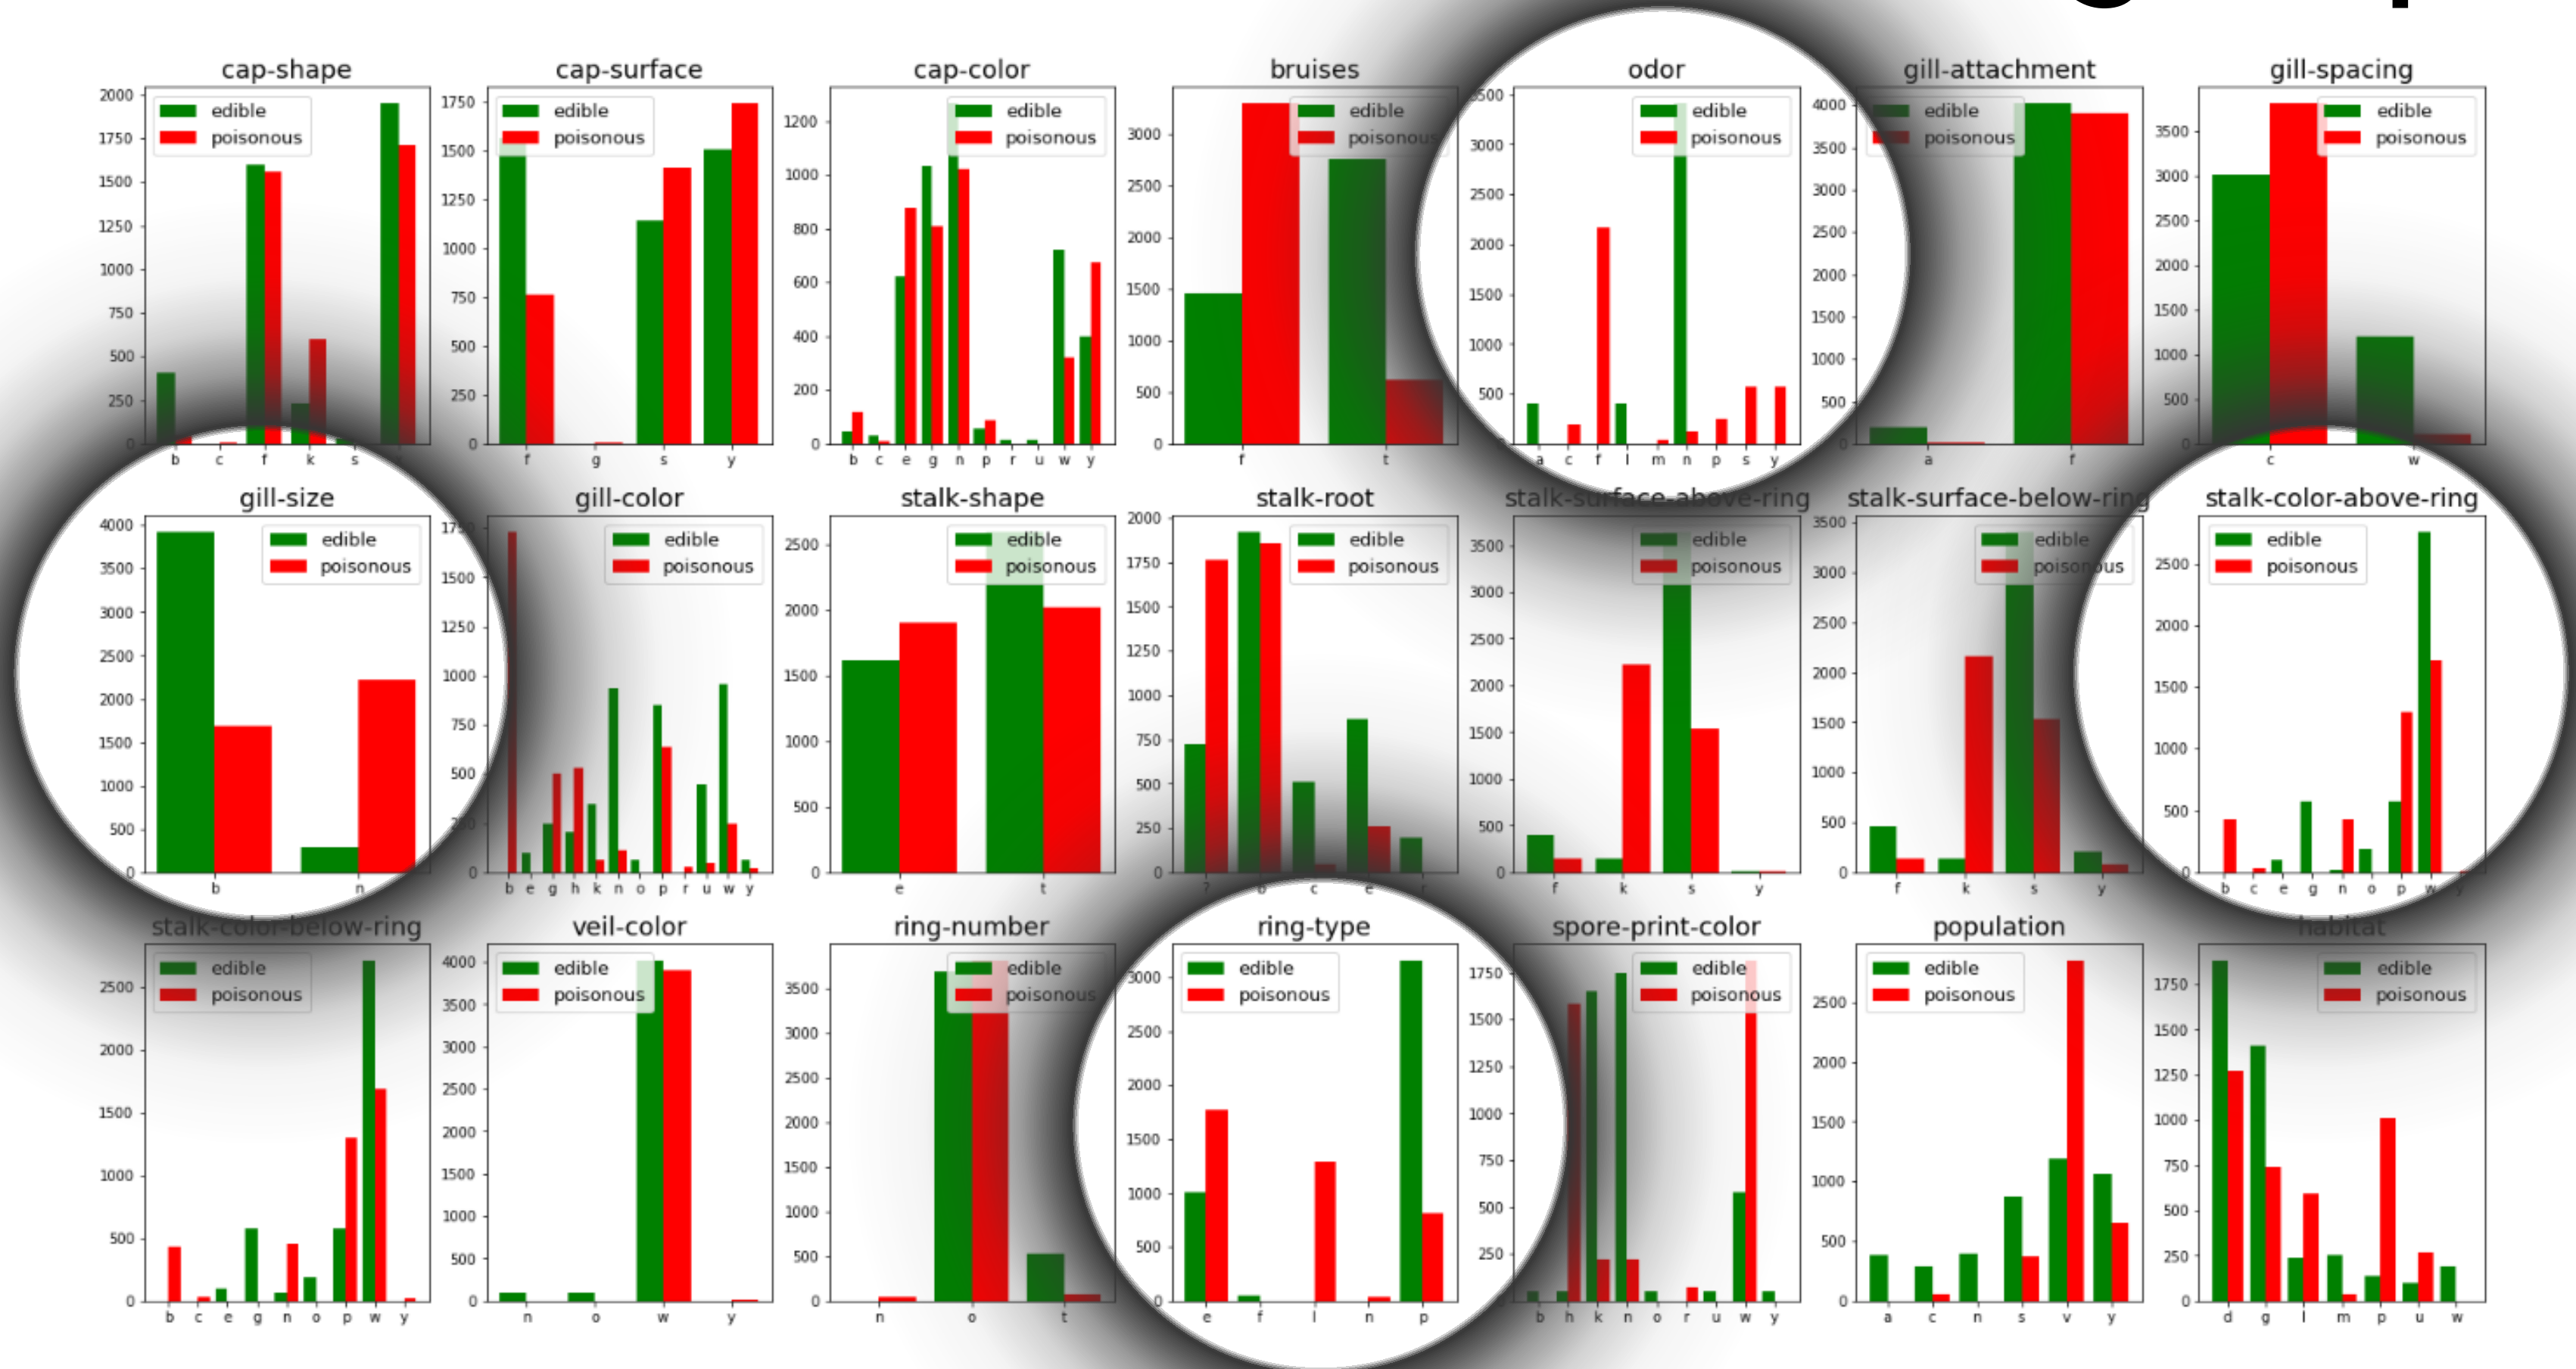 cap-shape
2000
1750
1500
1250
1000
750
500
250
0
edible
poisonous
b c f k s
cap-surface
1750
1500
1250
1000
750
500
250
0
edible
poisonous
f g s y
cap-color
1200
1000
800
600
400
200
0
edible
poisonous
b c e g n p r u w y
bruises
3000
2500
2000
1500
1000
500
0
edible
poisonous
f t
odor
3500
3000
2500
2000
1500
1000
500
0
edible
poisonous
a c f l m n p s y
gill-attachment
4000
3500
3000
2500
2000
1500
1000
500
0
edible
poisonous
a f
gill-spacing
3500
3000
2500
2000
1500
1000
500
0
edible
poisonous
c w
gill-size
4000
3500
3000
2500
2000
1500
1000
500
0
edible
poisonous
b n
gill-color
1750
1500
1250
1000
750
500
250
0
edible
poisonous
b e g h k n o p r u w y
stalk-shape
2500
2000
1500
1000
500
0
edible
poisonous
e t
stalk-root
2000
1750
1500
1250
1000
750
500
250
0
edible
poisonous
? b c e r
stalk-surface-above-ring
3500
3000
2500
2000
1500
1000
500
0
edible
poisonous
f k s y
stalk-surface-below-ring
3500
3000
2500
2000
1500
1000
500
0
edible
poisonous
f k s y
stalk-color-above-ring
2500
2000
1500
1000
500
0
edible
poisonous
b c e g n o p w y
stalk-color-below-ring
2500
2000
1500
1000
500
0
edible
poisonous
b c e g n o p w y
veil-color
4000
3500
3000
2500
2000
1500
1000
500
0
edible
poisonous
n o w y
ring-number
3500
3000
2500
2000
1500
1000
500
0
edible
poisonous
n o t
ring-type
3000
2500
2000
1500
1000
500
0
edible
poisonous
e f l n p
spore-print-color
1750
1500
1250
1000
750
500
250
0
edible
poisonous
b h k n o r u w y
population
2500
2000
1500
1000
500
0
edible
poisonous
a c n s v y
habitat
1750
1500
1250
1000
750
500
250
0
edible
poisonous
d g l m p u w